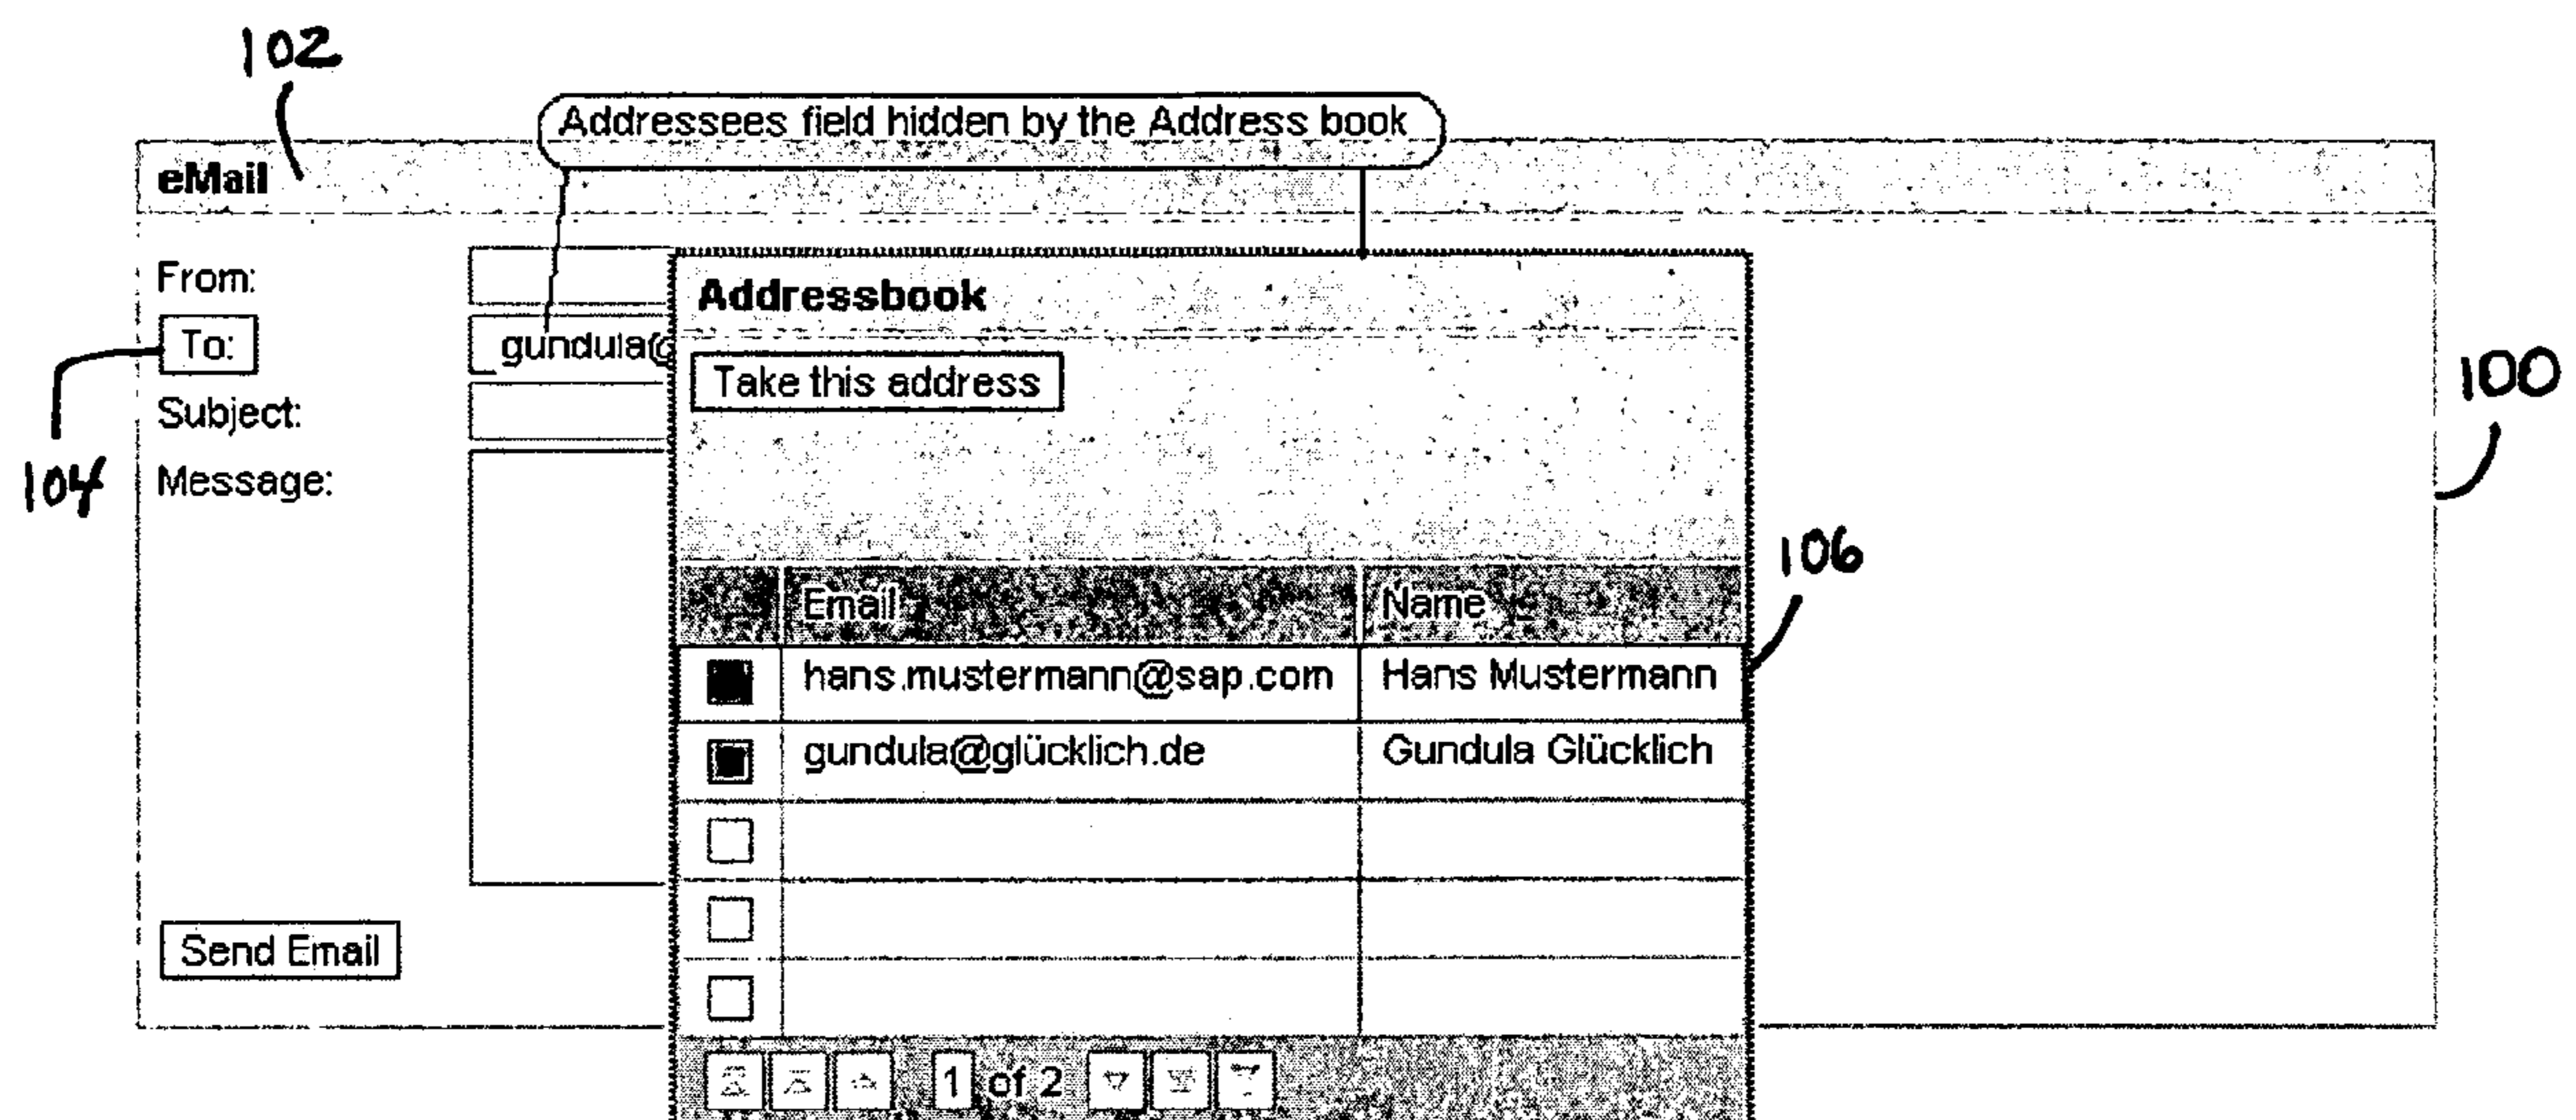 102
Addressees field hidden by the Address book
eMail
From:
Addressbook
To:
gundula@
Take this address
100
Subject:
104
Message:
106
Email
Name
hans.mustermann@sap.com
Hans Mustermann
gundula@glücklich.de
Gundula Glücklich
Send Email
1 of 2